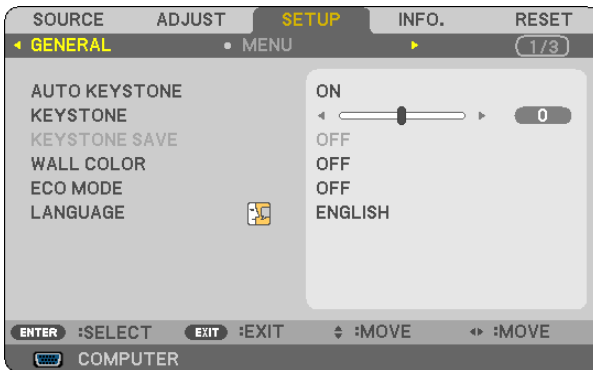 SOURCE ADJUST SETUP INFO. RESET
GENERAL MENU 1/3
AUTO KEYSTONE ON
KEYSTONE 0
KEYSTONE SAVE OFF
WALL COLOR OFF
ECO MODE OFF
LANGUAGE ENGLISH
ENTER :SELECT EXIT :EXIT :MOVE :MOVE
COMPUTER